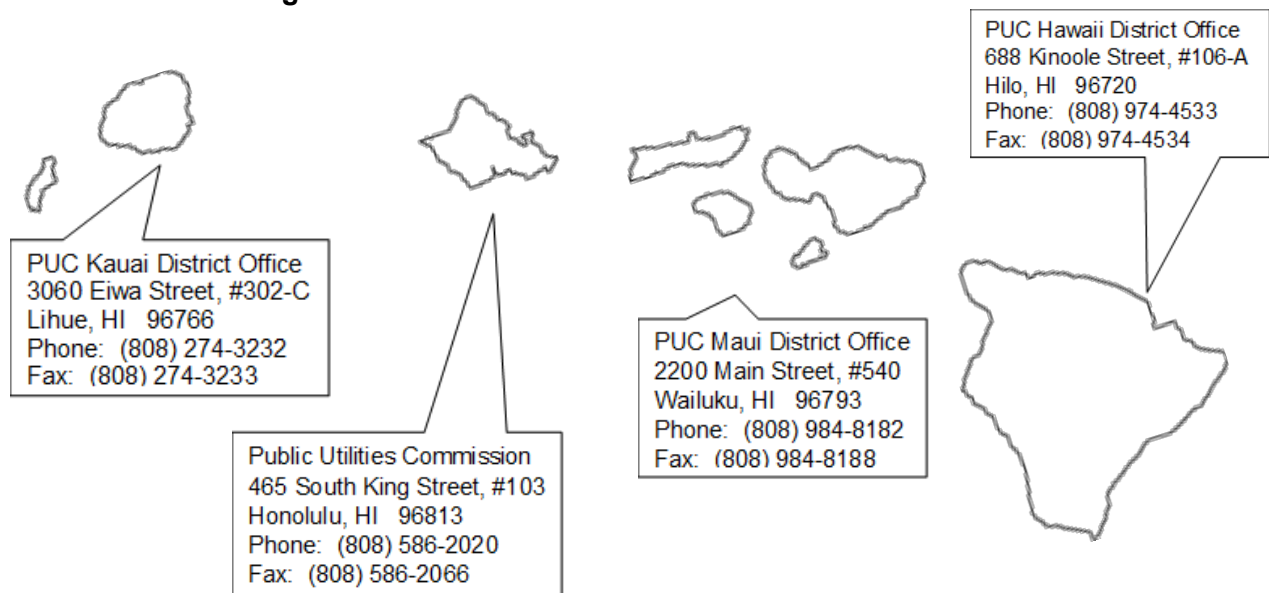 PUC Hawaii District Office
688 Kinoole Street, #106-A
Hilo, HI 96720
Phone: (808) 974-4533
Fax: (808) 974-4534
PUC Kauai District Office
3060 Eiwa Street, #302-C
Lihue, HI 96766
Phone: (808) 274-3232
Fax: (808) 274-3233
PUC Maui District Office
2200 Main Street, #540
Wailuku, HI 96793
Phone: (808) 984-8182
Fax: (808) 984-8188
Public Utilities Commission
465 South King Street, #103
Honolulu, HI 96813
Phone: (808) 586-2020
Fax: (808) 586-2066